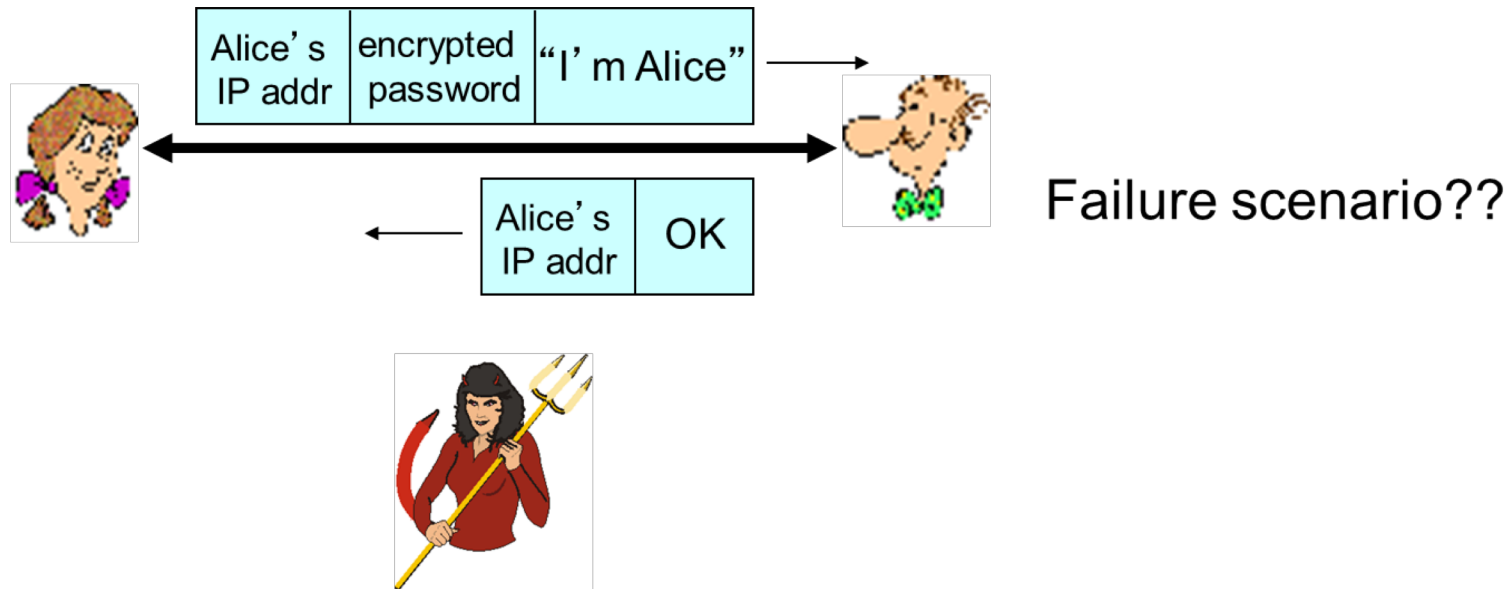 Alice’s
IP addr
encrypted
password
“I’m Alice”
Failure scenario??
Alice’s
IP addr
OK